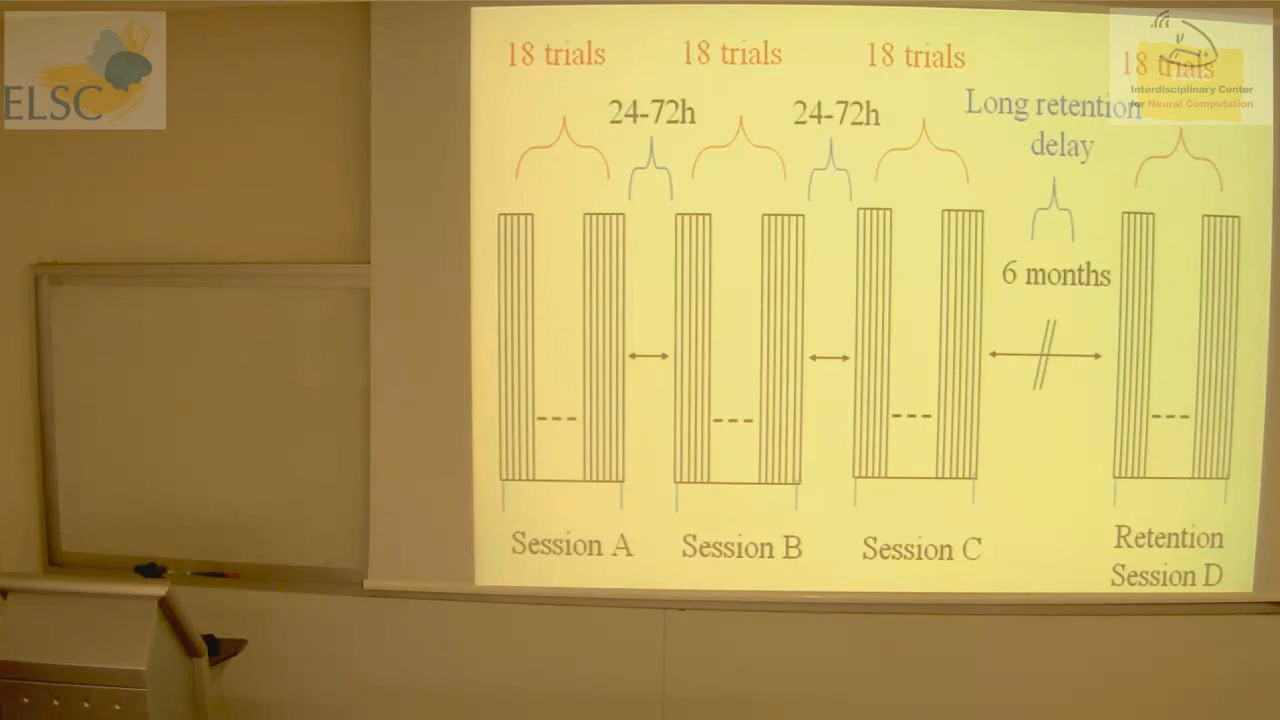 ELSC
18 trials
18 trials
18 trials
18 trials
Interdisciplinary Center
for Neural Computation
24-72h
24-72h
Long retention
delay
6 months
Session A
Session B
Session C
Retention
Session D